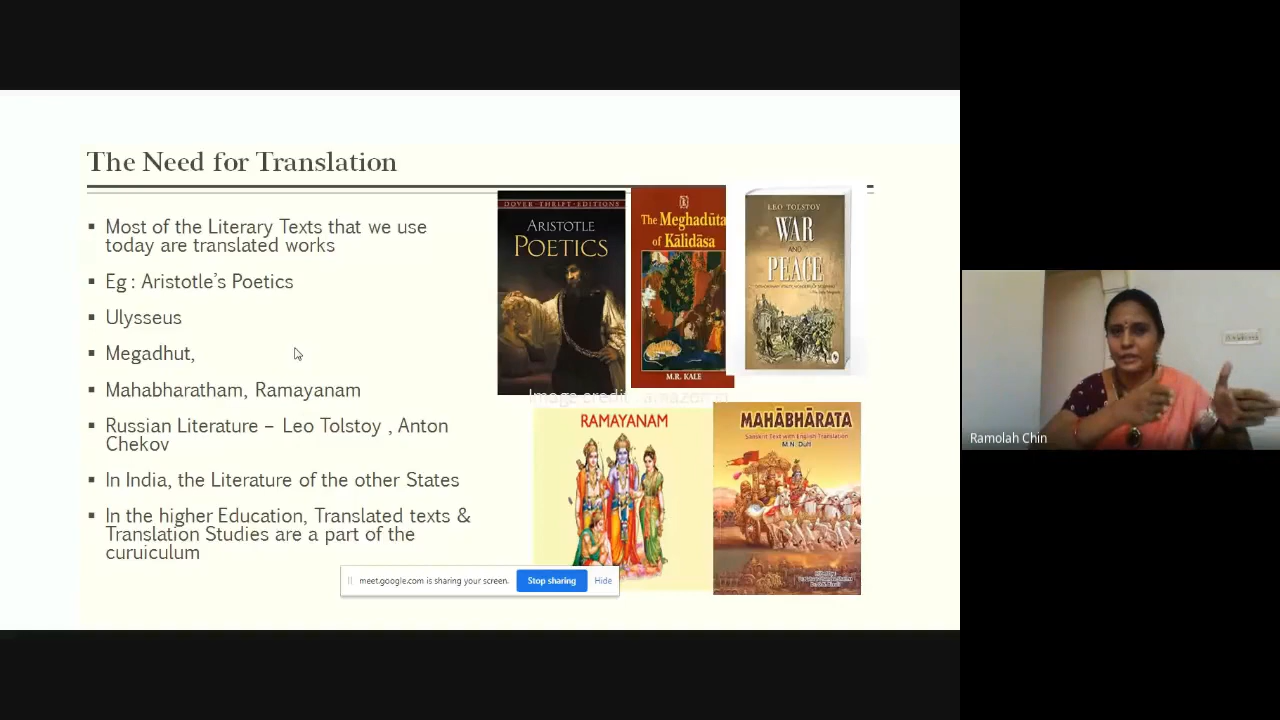 The Need for Translation
Most of the Literary Texts that we use
today are translated works
Eg : Aristotle's Poetics
Ulysseus
Megadhut,
Mahabharatham, Ramayanam
Russian Literature – Leo Tolstoy , Anton
Chekov
In India, the Literature of the other States
In the higher Education, Translated texts &
Translation Studies are a part of the
curuiculum
DOVER · THRIFT · EDITIONS
ARISTOTLE
POETICS
The Meghadūta
of Kālidāsa
M.R. KALE
LEO TOLSTOY
WAR
AND
PEACE
Image credit
RAMAYANAM
MAHĀBHĀRATA
Sanskrit Text with English Translation
M.N. Dutt
meet.google.com is sharing your screen.
Stop sharing
Hide
Ramolah Chin